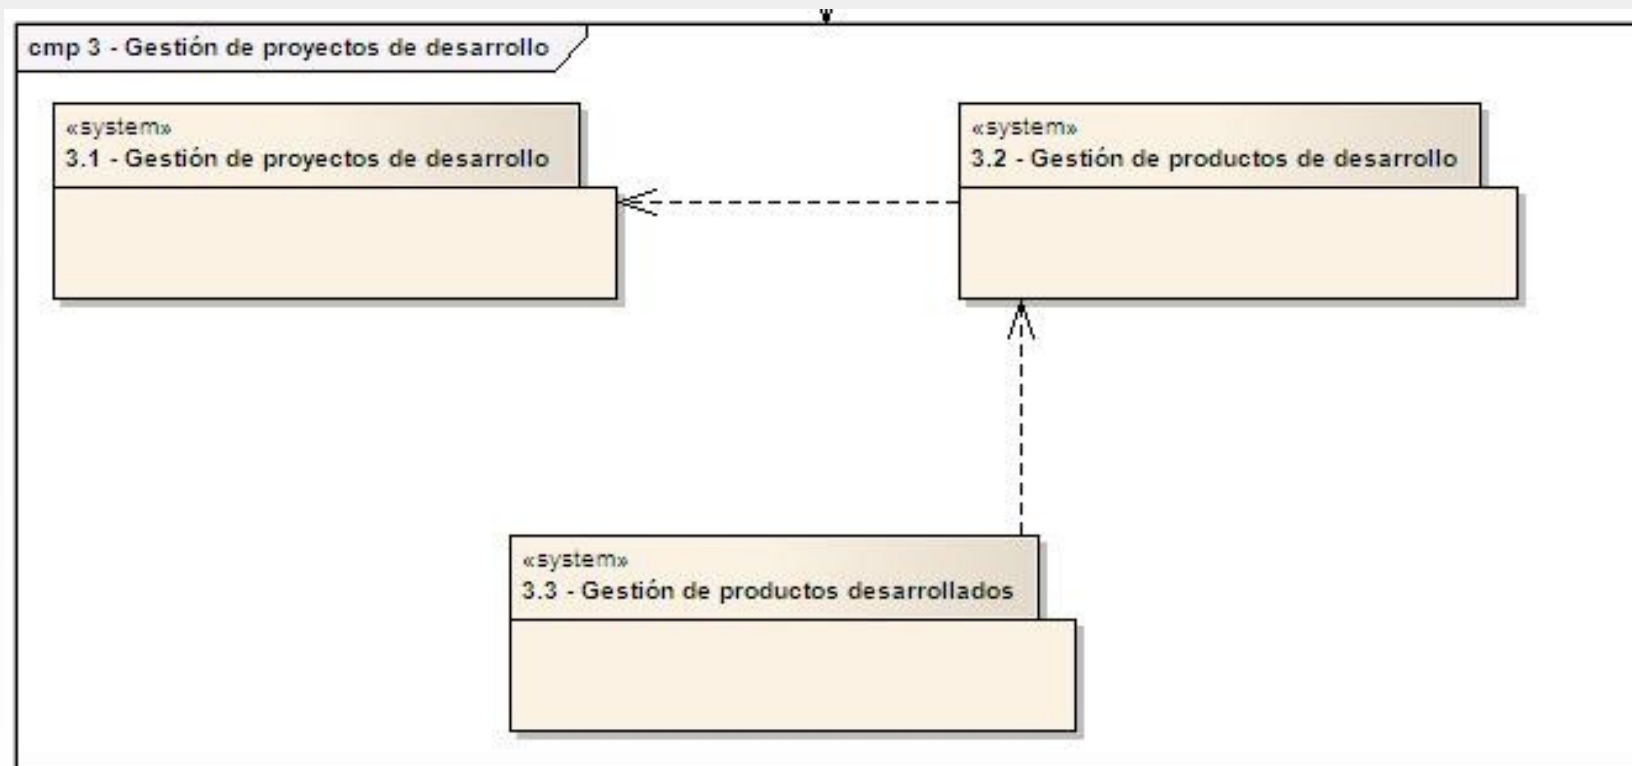 cmp 3 - Gestión de proyectos de desarrollo
«system»
3.1 - Gestión de proyectos de desarrollo
«system»
3.2 - Gestión de productos de desarrollo
«system»
3.3 - Gestión de productos desarrollados